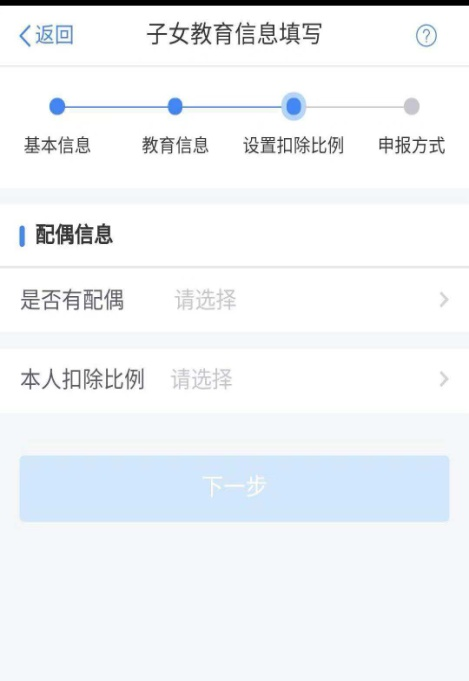 返回 子女教育信息填写 ?
基本信息 教育信息 设置扣除比例 申报方式
配偶信息
是否有配偶 请选择
本人扣除比例 请选择
下一步